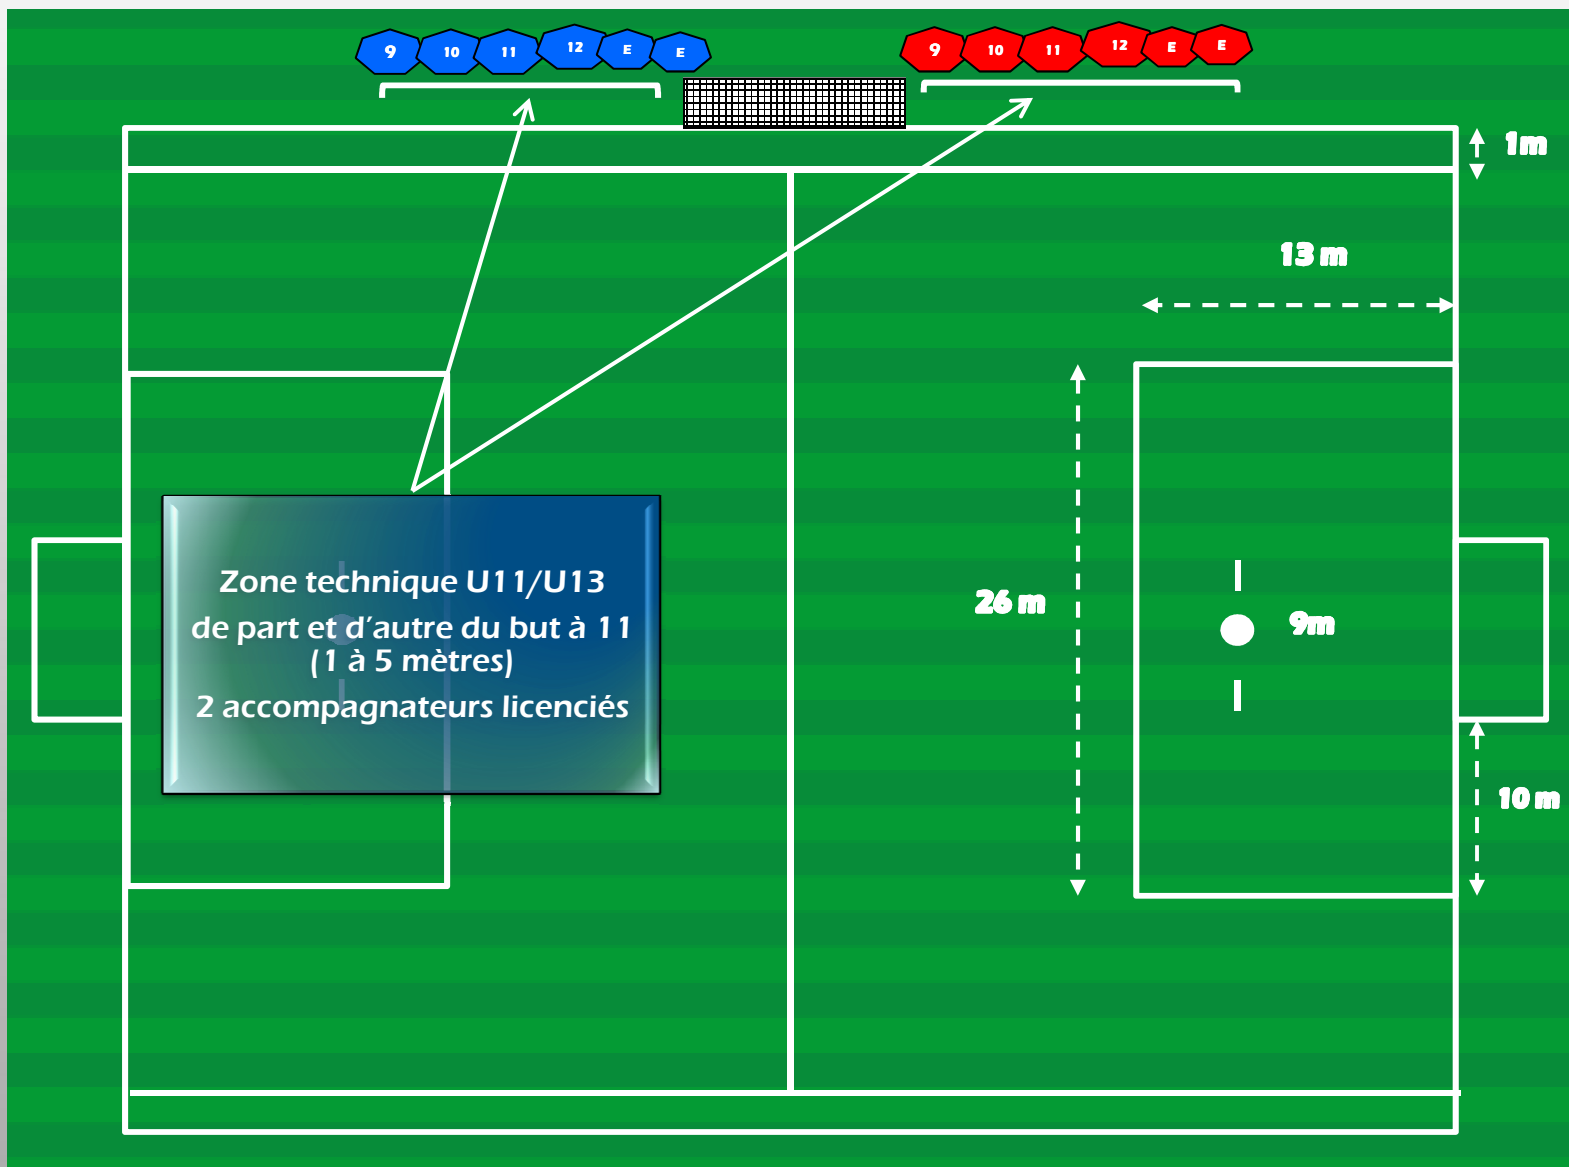 9 10 11 12 E E
9 10 11 12 E E
1m
13 m
26 m
9m
10 m
Zone technique U11/U13
de part et d'autre du but à 11
(1 à 5 mètres)
2 accompagnateurs licenciés